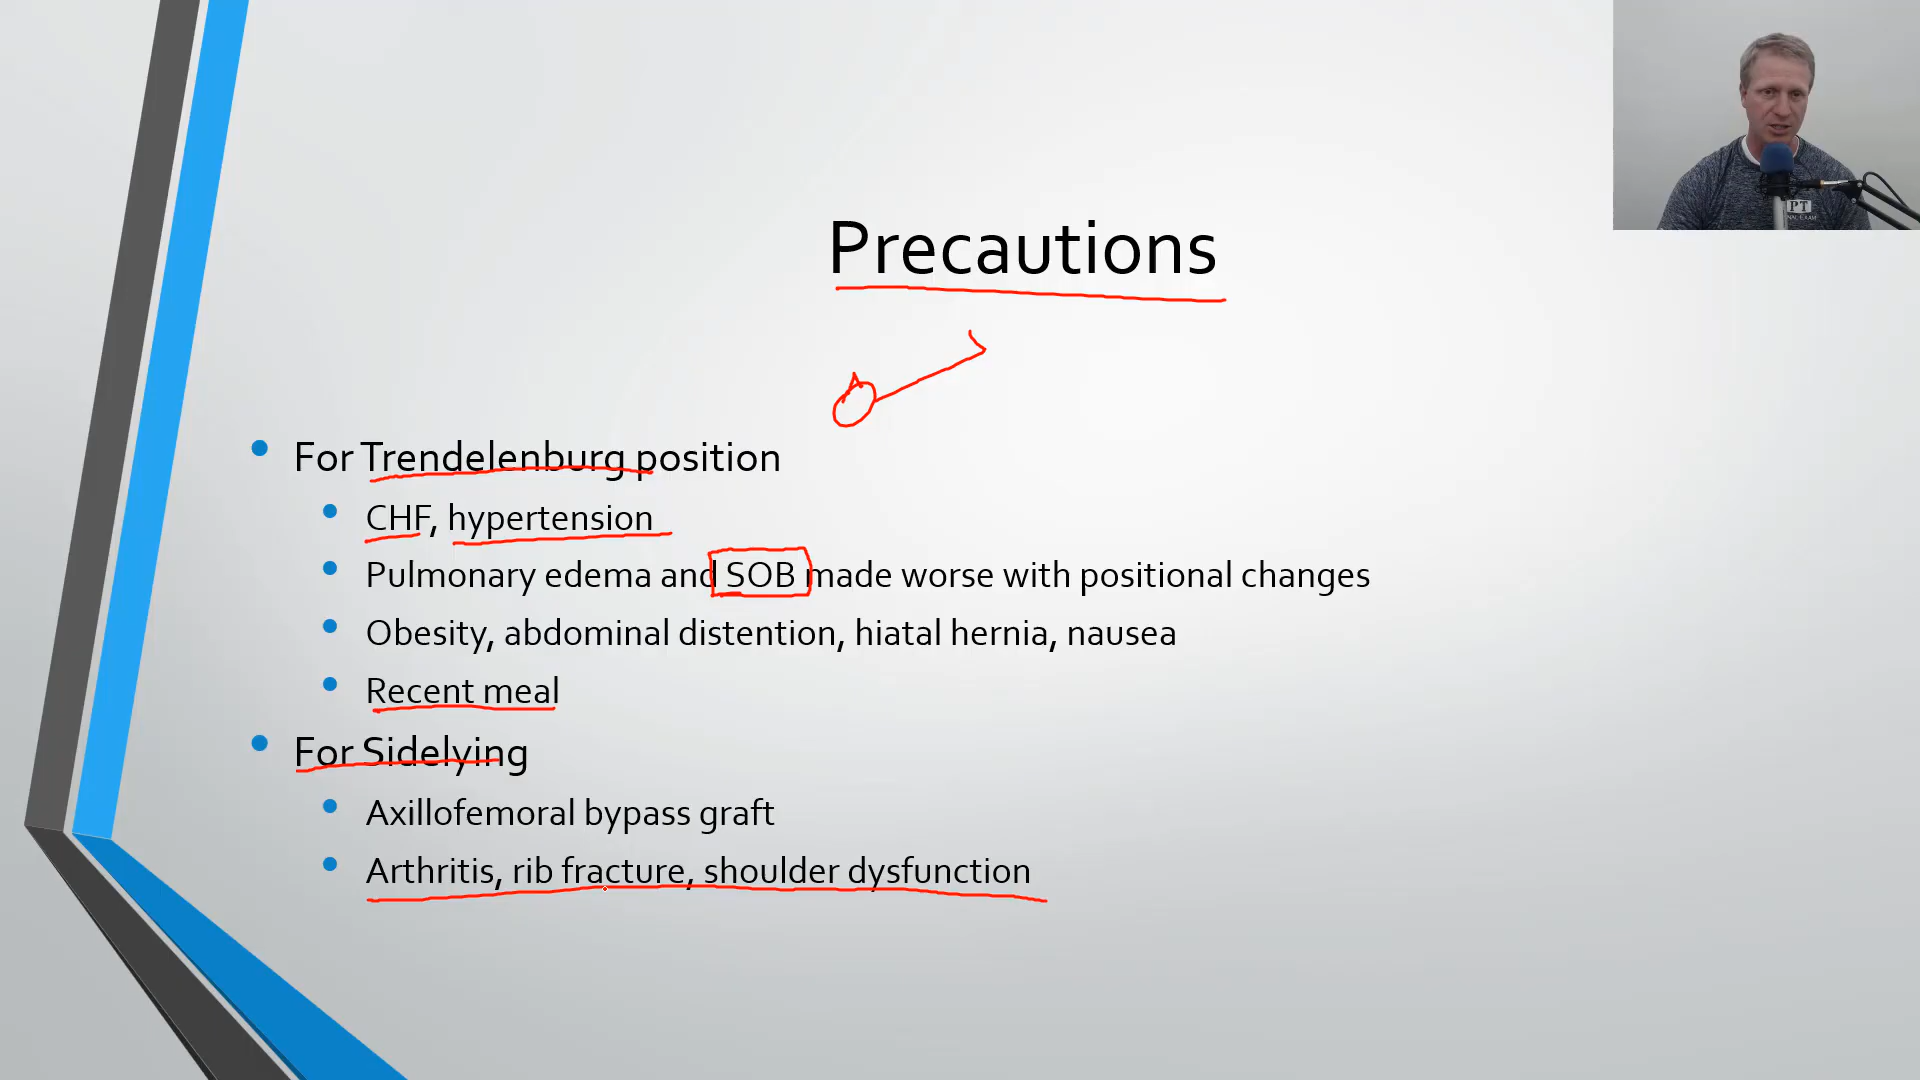 PT
Precautions
For Trendelenburg position
CHF, hypertension
Pulmonary edema and SOB made worse with positional changes
Obesity, abdominal distention, hiatal hernia, nausea
Recent meal
For Sidelying
Axillofemoral bypass graft
Arthritis, rib fracture, shoulder dysfunction